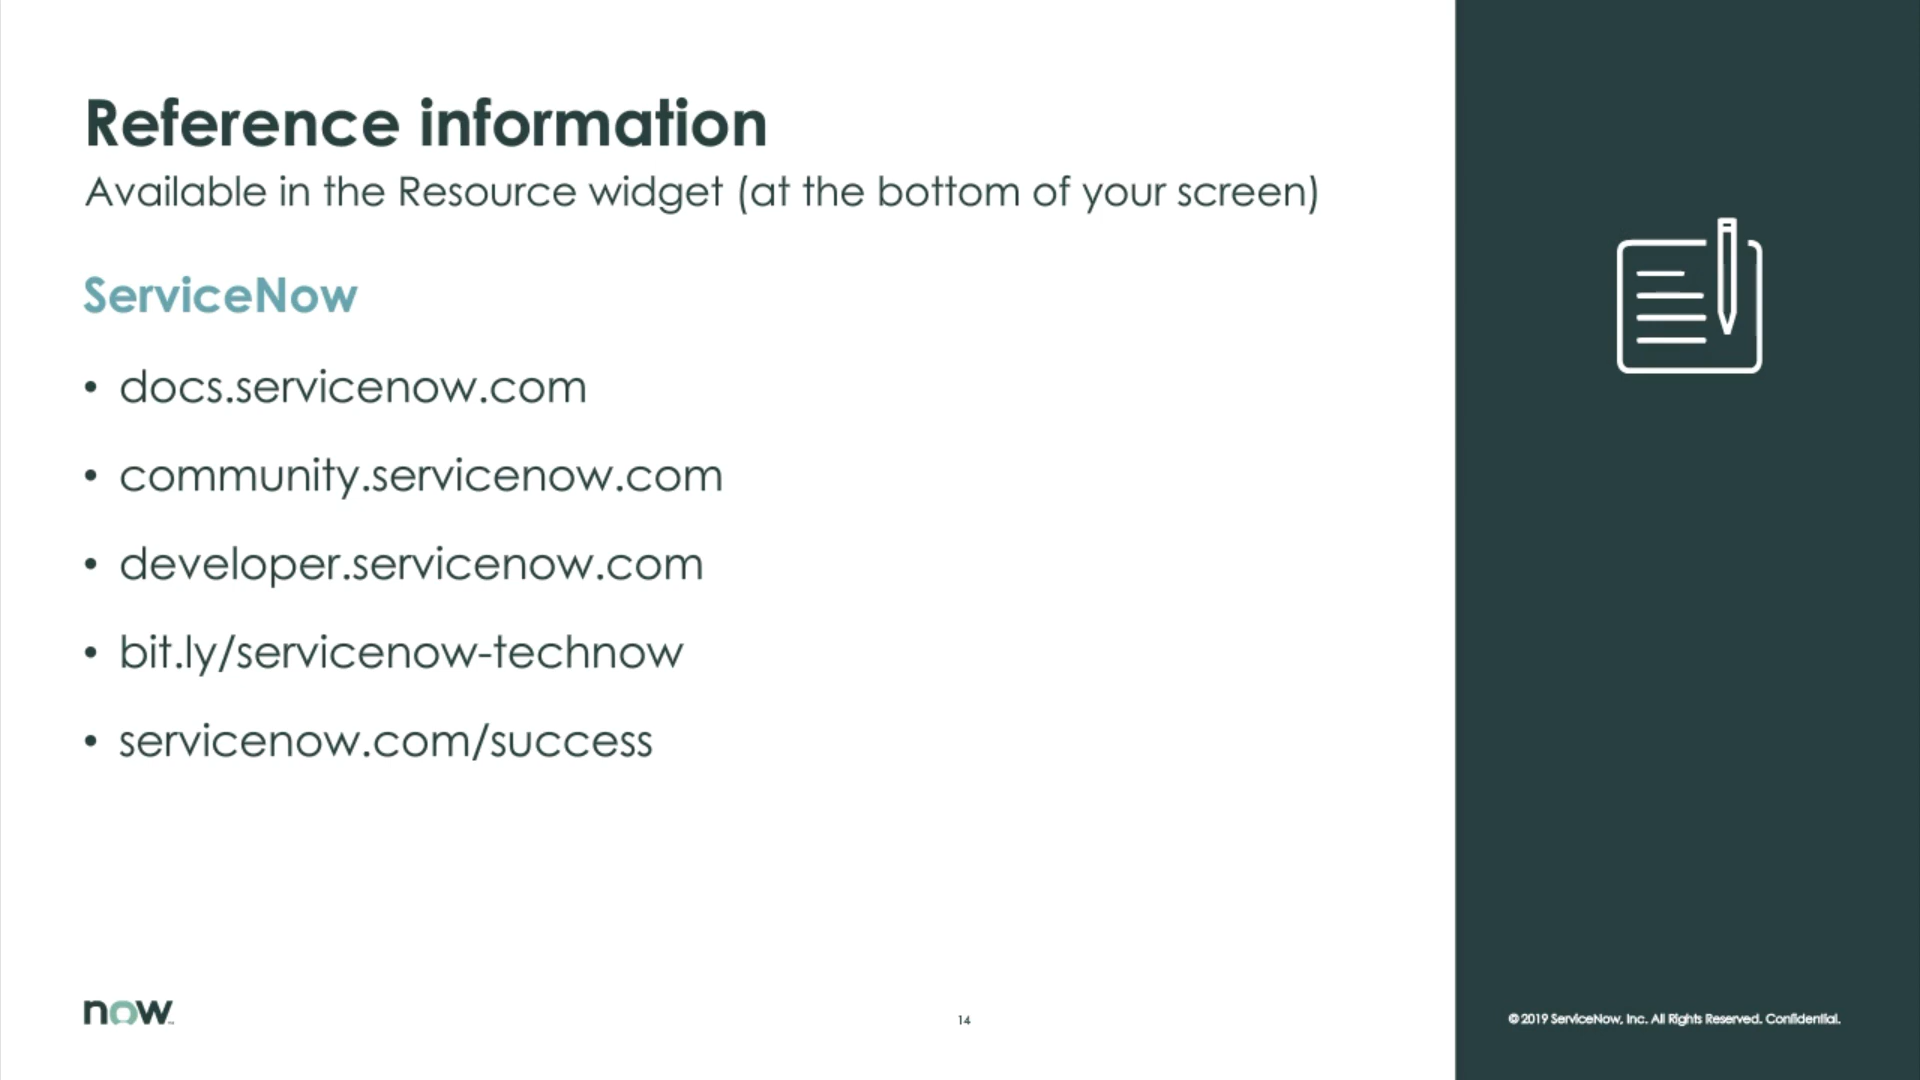 Reference information
Available in the Resource widget (at the bottom of your screen)
ServiceNow
• docs.servicenow.com
• community.servicenow.com
• developer.servicenow.com
• bit.ly/servicenow-technow
• servicenow.com/success
now
14
© 2019 ServiceNow, Inc. All Rights Reserved. Confidential.